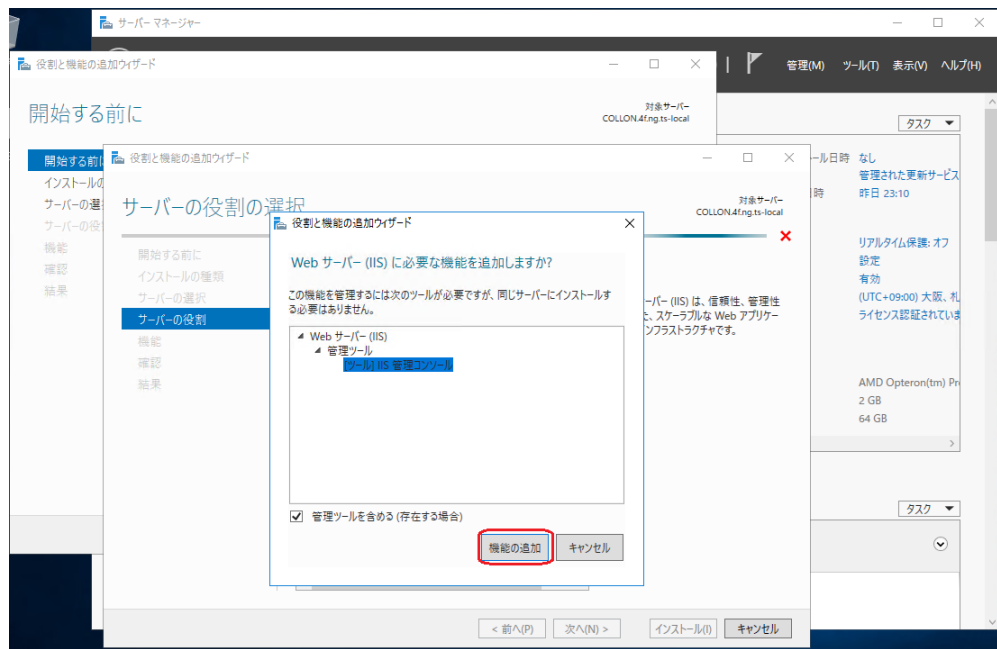 サーバー マネージャー
管理(M) ツール(T) 表示(V) ヘルプ(H)
役割と機能の追加ウィザード
開始する前に
対象サーバー
COLLON.4f.ng.ts-local
タスク
開始する前に
インストールの
サーバーの選
サーバーの役
機能
確認
結果
役割と機能の追加ウィザード
サーバーの役割の選択
対象サーバー
COLLON.4f.ng.ts-local
開始する前に
インストールの種類
サーバーの選択
サーバーの役割
機能
確認
結果
役割と機能の追加ウィザード
Web サーバー (IIS) に必要な機能を追加しますか?
この機能を管理するには次のツールが必要ですが、同じサーバーにインストールす
る必要はありません。
Web サーバー (IIS)
管理ツール
[ツール] IIS 管理コンソール
管理ツールを含める (存在する場合)
機能の追加 キャンセル
ーバー (IIS) は、信頼性、管理性
、スケーラブルな Web アプリケー
ンフラストラクチャです。
< 前へ(P) 次へ(N) > インストール(I) キャンセル
ール日時 なし
管理された更新サービス
時 昨日 23:10
リアルタイム保護: オフ
設定
有効
(UTC+09:00) 大阪、札
ライセンス認証されていま
AMD Opteron(tm) Pr
2 GB
64 GB
タスク